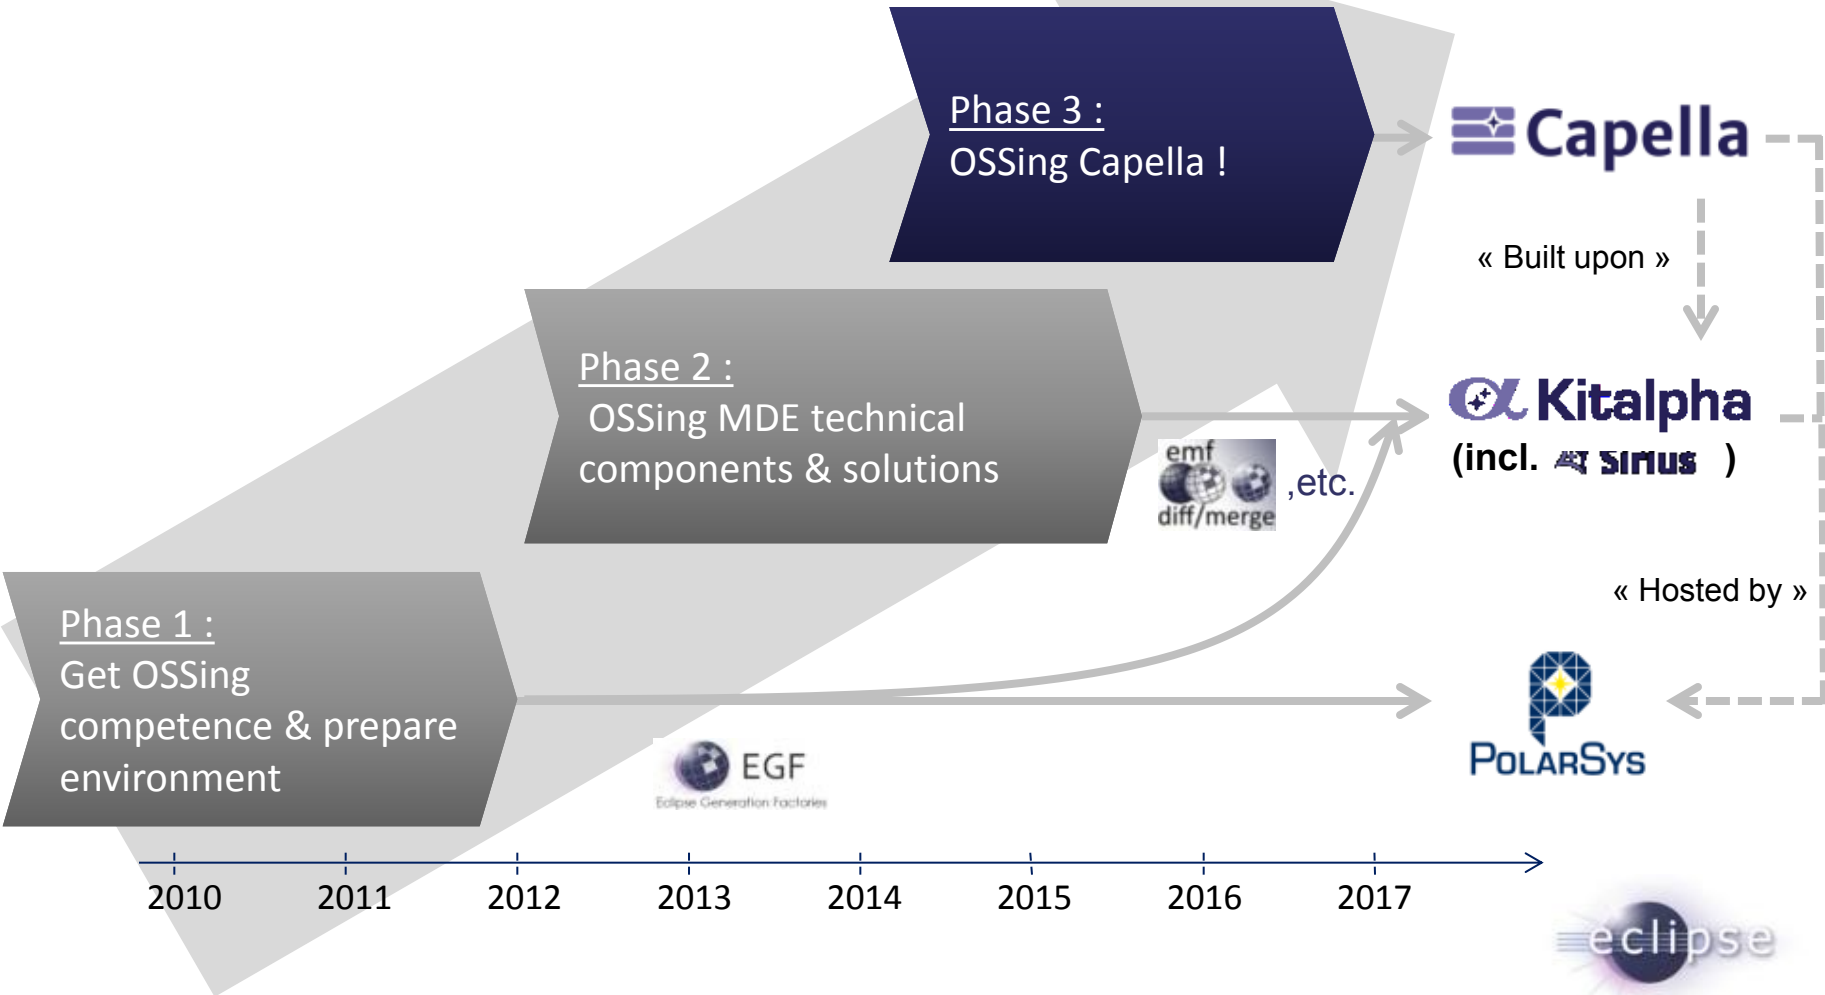 Phase 3 :
OSSing Capella !
Capella
« Built upon »
Phase 2 :
OSSing MDE technical
components & solutions
Kitalpha
(incl. Sirius )
emf
diff/merge
,etc.
« Hosted by »
Phase 1 :
Get OSSing
competence & prepare
environment
POLARSYS
EGF
Eclipse Generation Factories
2010 2011 2012 2013 2014 2015 2016 2017
eclipse